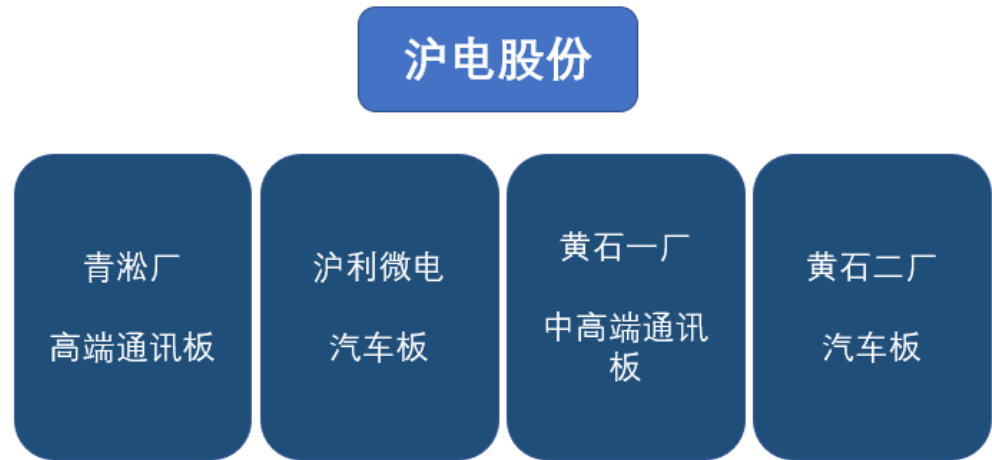 沪电股份
青淞厂
高端通讯板
沪利微电
汽车板
黄石一厂
中高端通讯
板
黄石二厂
汽车板